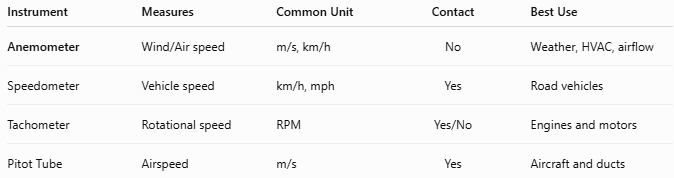 Instrument Measures Common Unit Contact Best Use
Anemometer Wind/Air speed m/s, km/h No Weather, HVAC, airflow
Speedometer Vehicle speed km/h, mph Yes Road vehicles
Tachometer Rotational speed RPM Yes/No Engines and motors
Pitot Tube Airspeed m/s Yes Aircraft and ducts